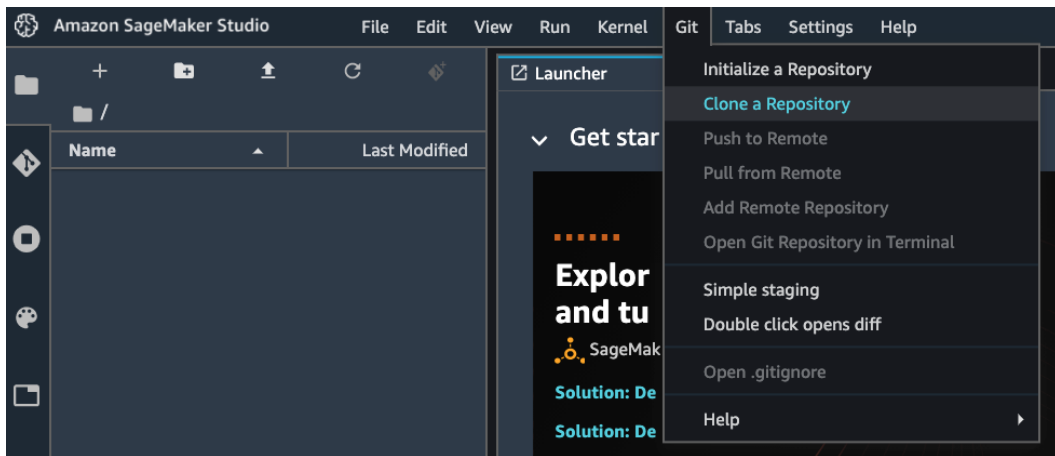 Amazon SageMaker Studio File Edit View Run Kernel Git Tabs Settings Help
Launcher
/
Name Last Modified
Get star
Explor
and tu
SageMak
Solution: De
Solution: De
Initialize a Repository
Clone a Repository
Push to Remote
Pull from Remote
Add Remote Repository
Open Git Repository in Terminal
Simple staging
Double click opens diff
Open .gitignore
Help